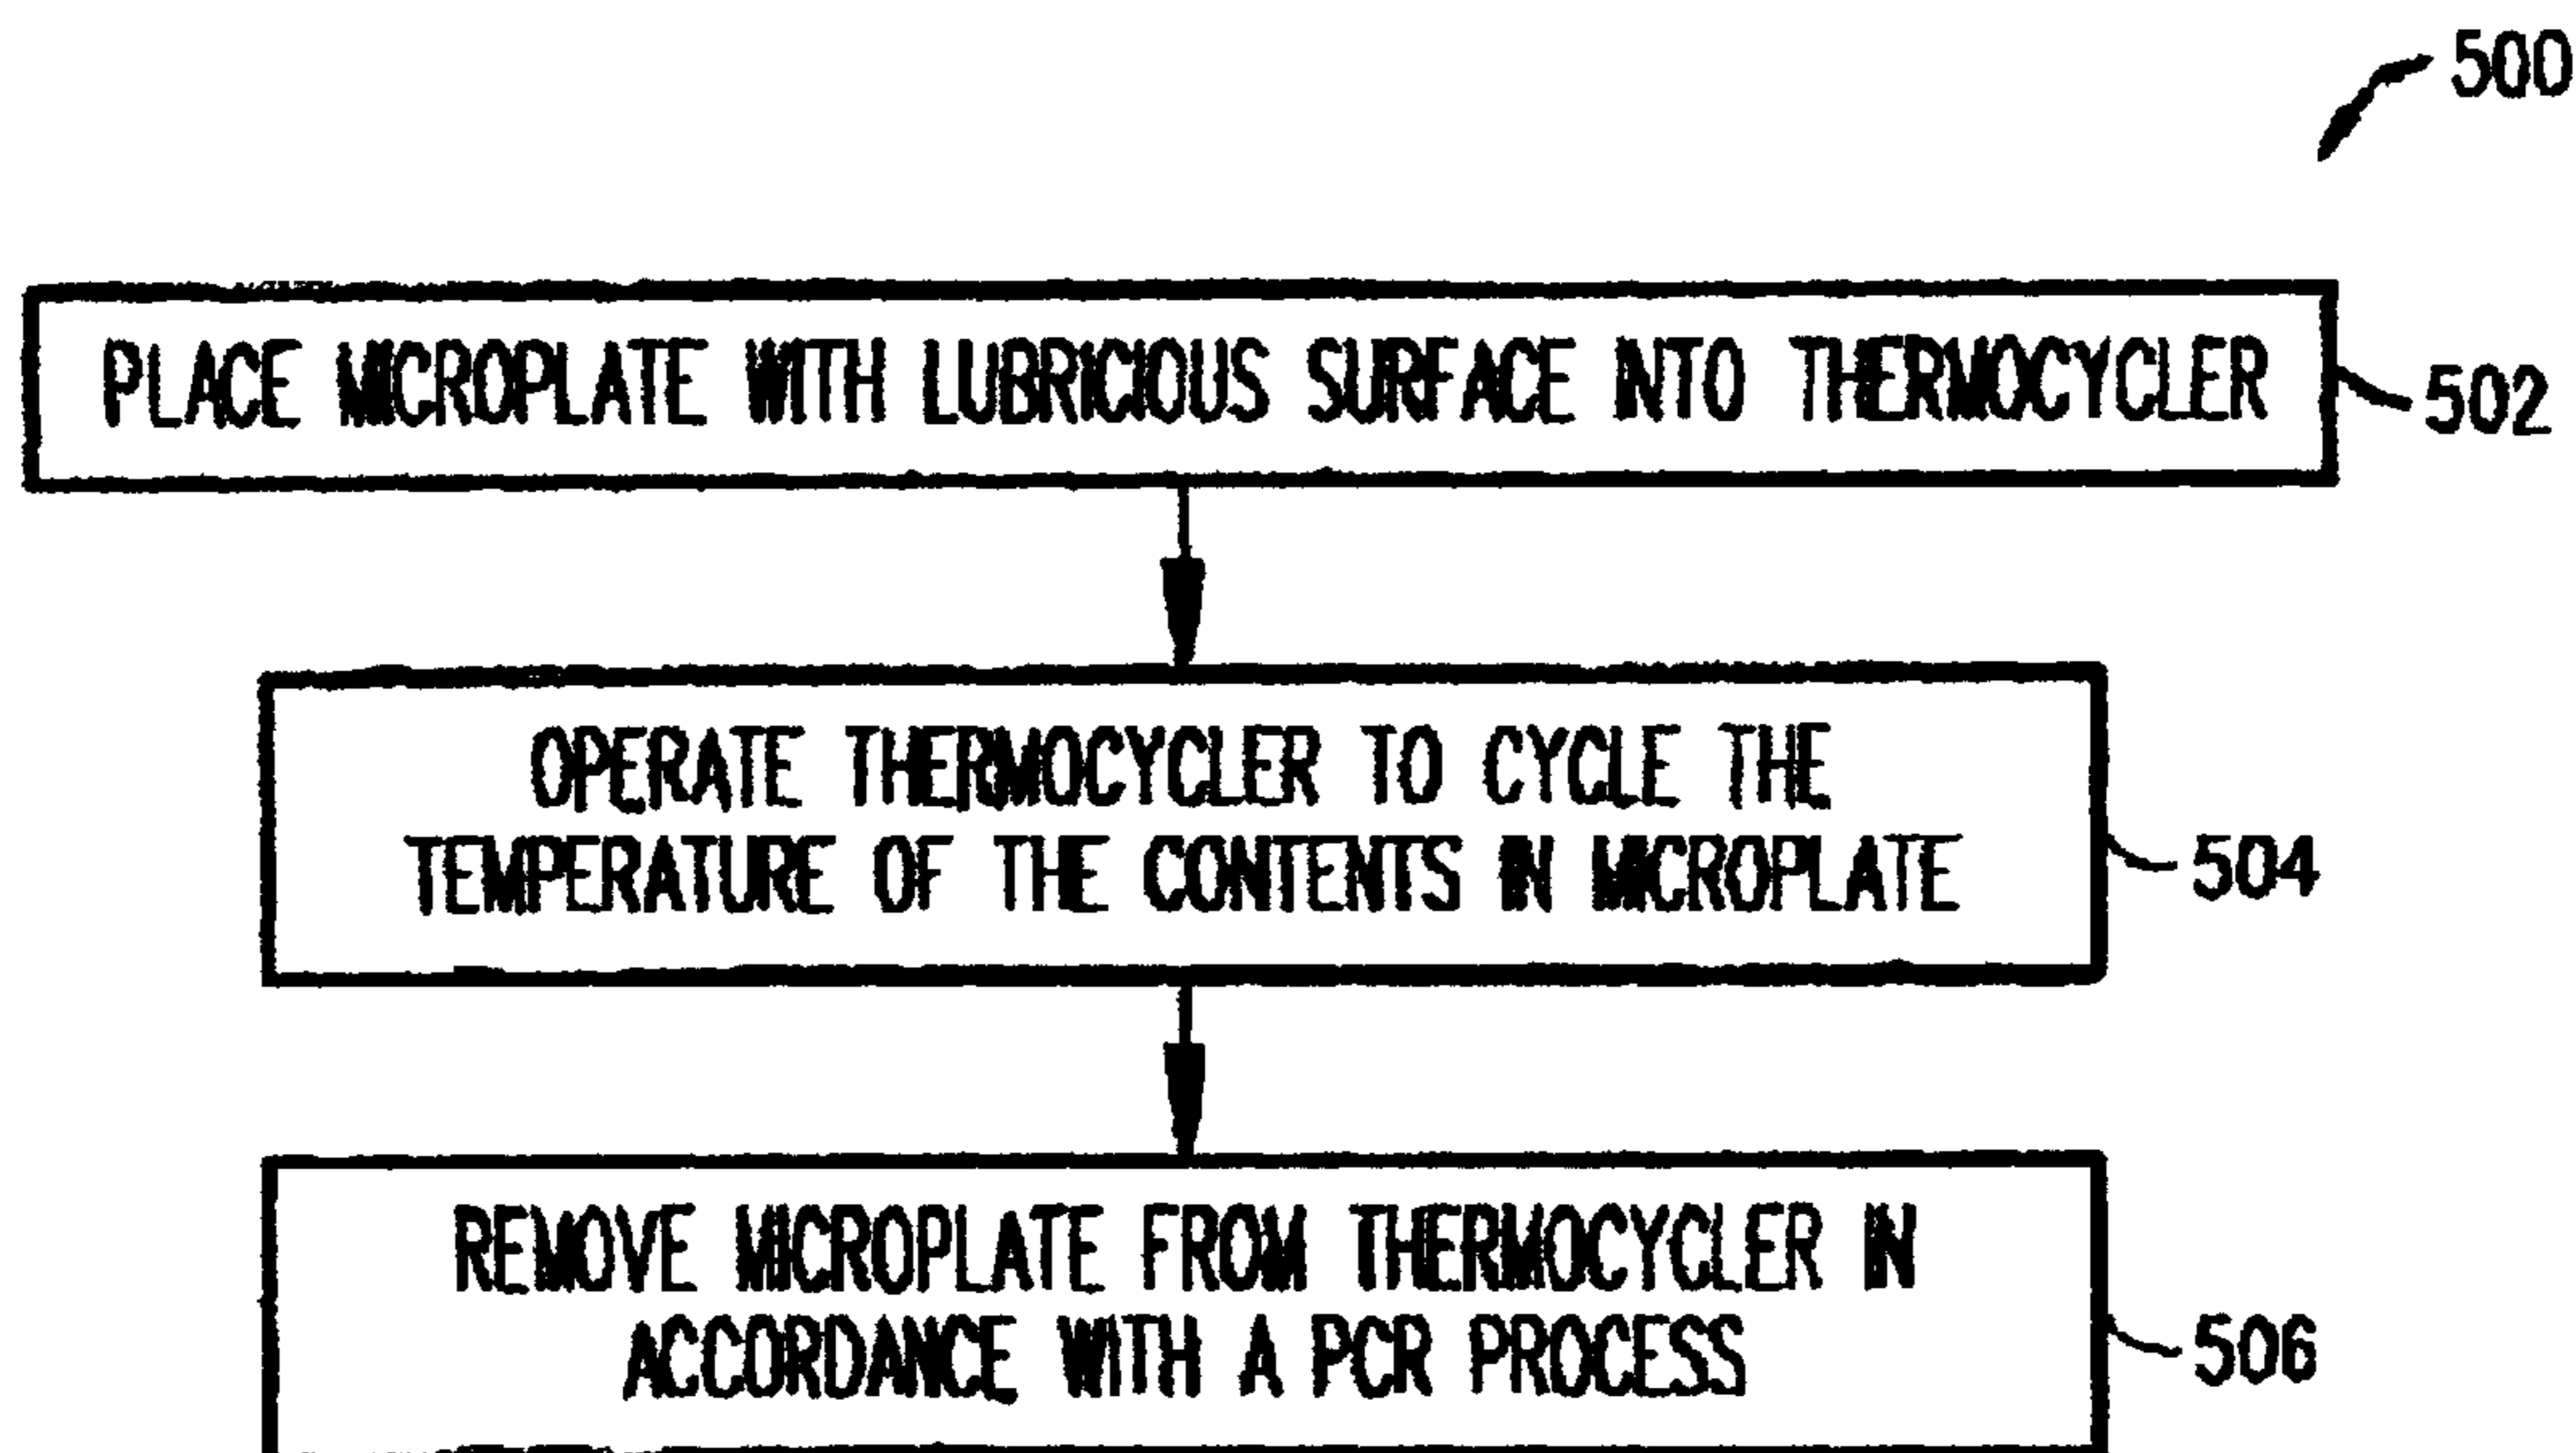 500
PLACE MICROPLATE WITH LUBRICIOUS SURFACE INTO THERMOCYCLER
502
OPERATE THERMOCYCLER TO CYCLE THE
TEMPERATURE OF THE CONTENTS IN MICROPLATE
504
REMOVE MICROPLATE FROM THERMOCYCLER IN
ACCORDANCE WITH A PCR PROCESS
506